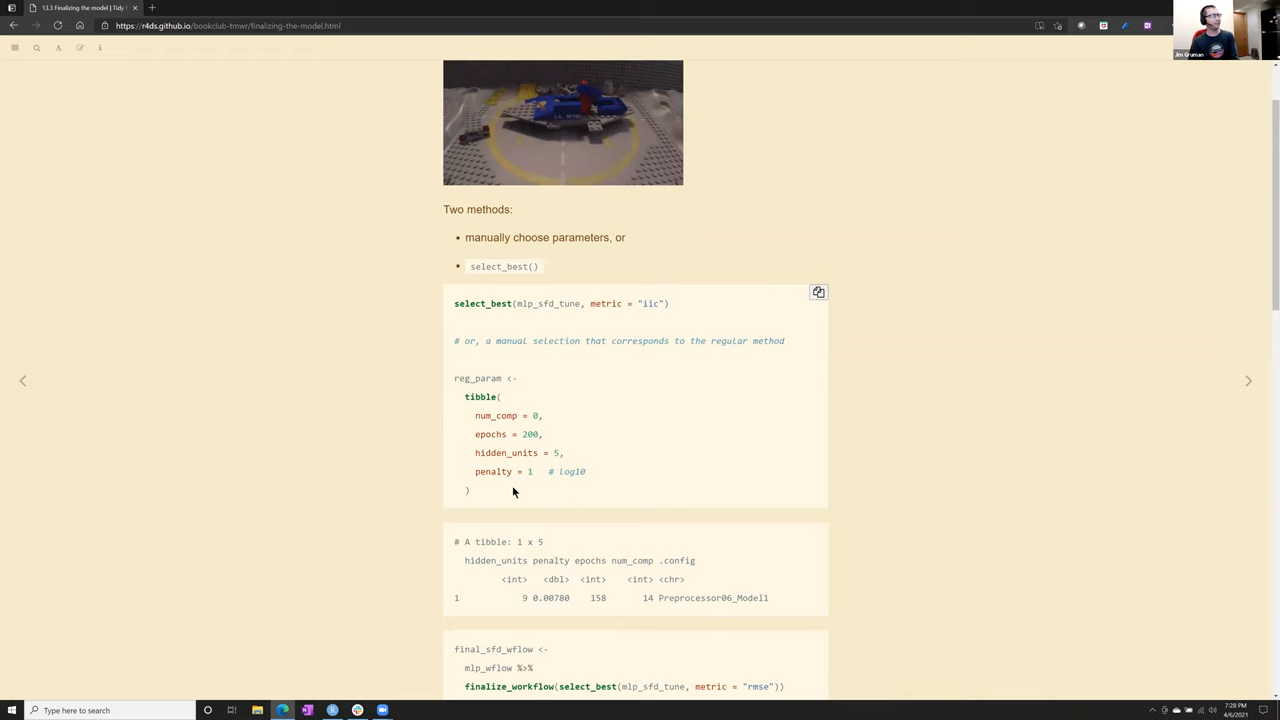 13.3 Finalizing the model | Tidy
https://r4ds.github.io/bookclub-tmwr/finalizing-the-model.html
Jim Gruman
Two methods:
• manually choose parameters, or
• select_best()
select_best(mlp_sfd_tune, metric = "iic")
# or, a manual selection that corresponds to the regular method
reg_param <-
tibble(
num_comp = 0,
epochs = 200,
hidden_units = 5,
penalty = 1 # log10
)
# A tibble: 1 x 5
hidden_units penalty epochs num_comp .config
<int> <dbl> <int> <int> <chr>
1 9 0.00780 158 14 Preprocessor06_Model1
final_sfd_wflow <-
mlp_wflow %>%
finalize_workflow(select_best(mlp_sfd_tune, metric = "rmse"))
Type here to search
7:28 PM
4/6/2021